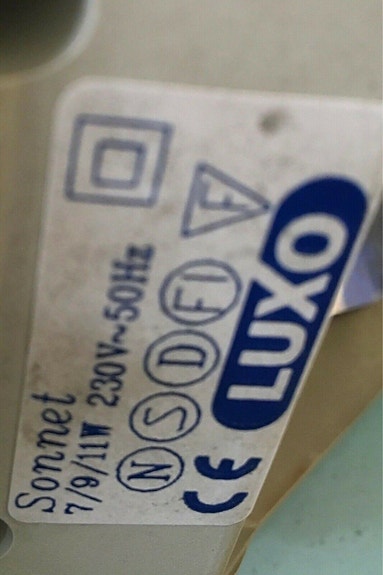 Sonnet
7/9/11W 230V~50Hz
N S D FI F
CE LUXO